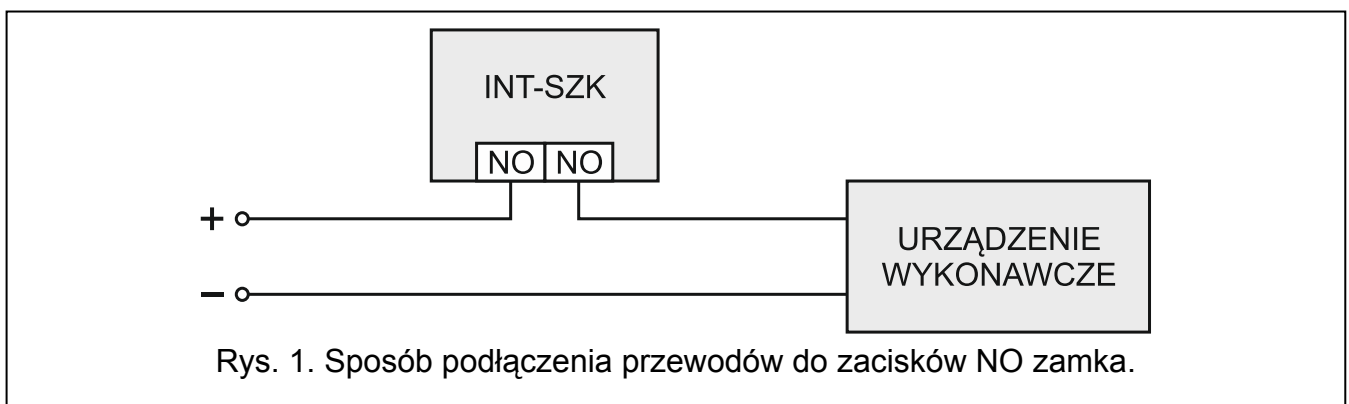 INT-SZK
NO NO
+
−
URZĄDZENIE
WYKONAWCZE
Rys. 1. Sposób podłączenia przewodów do zacisków NO zamka.